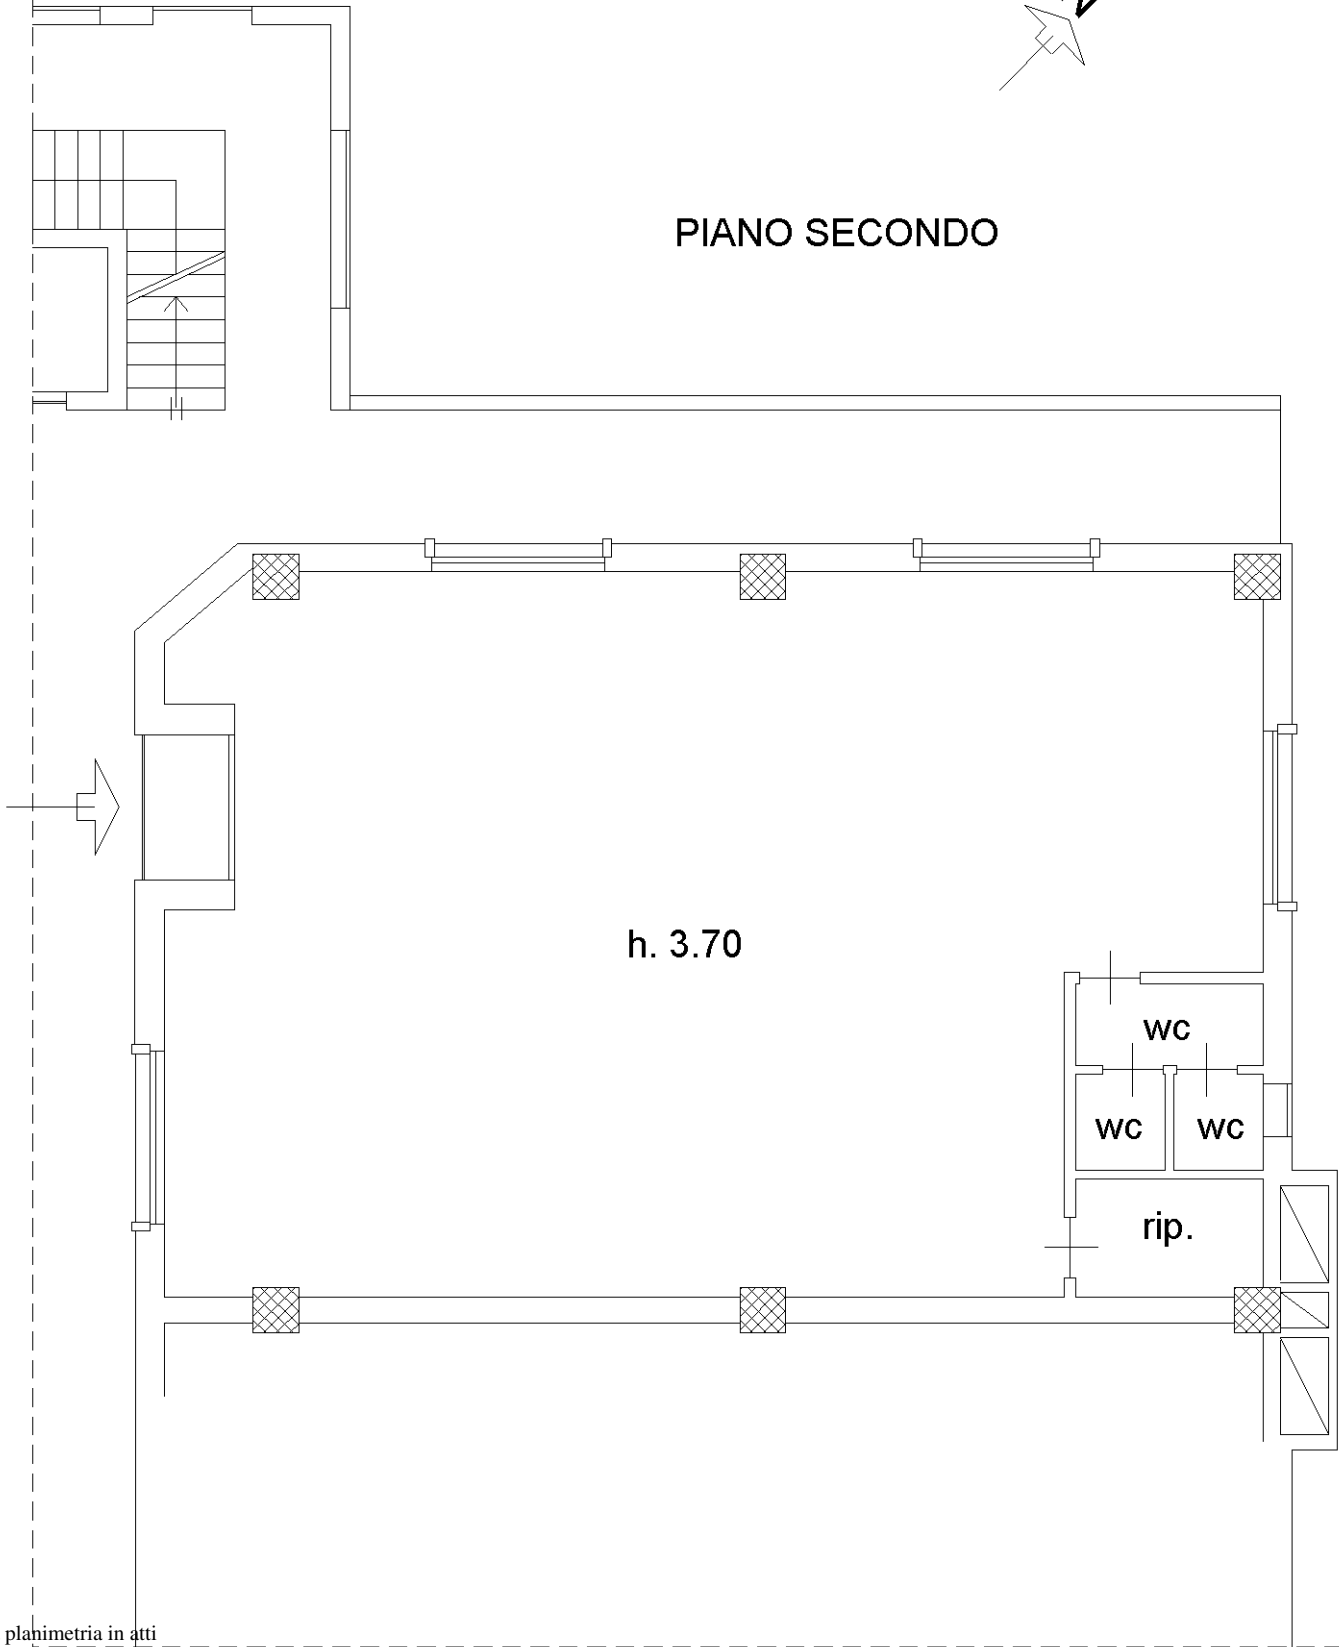 PIANO SECONDO
h. 3.70
wc
wc wc
rip.
planimetria in atti